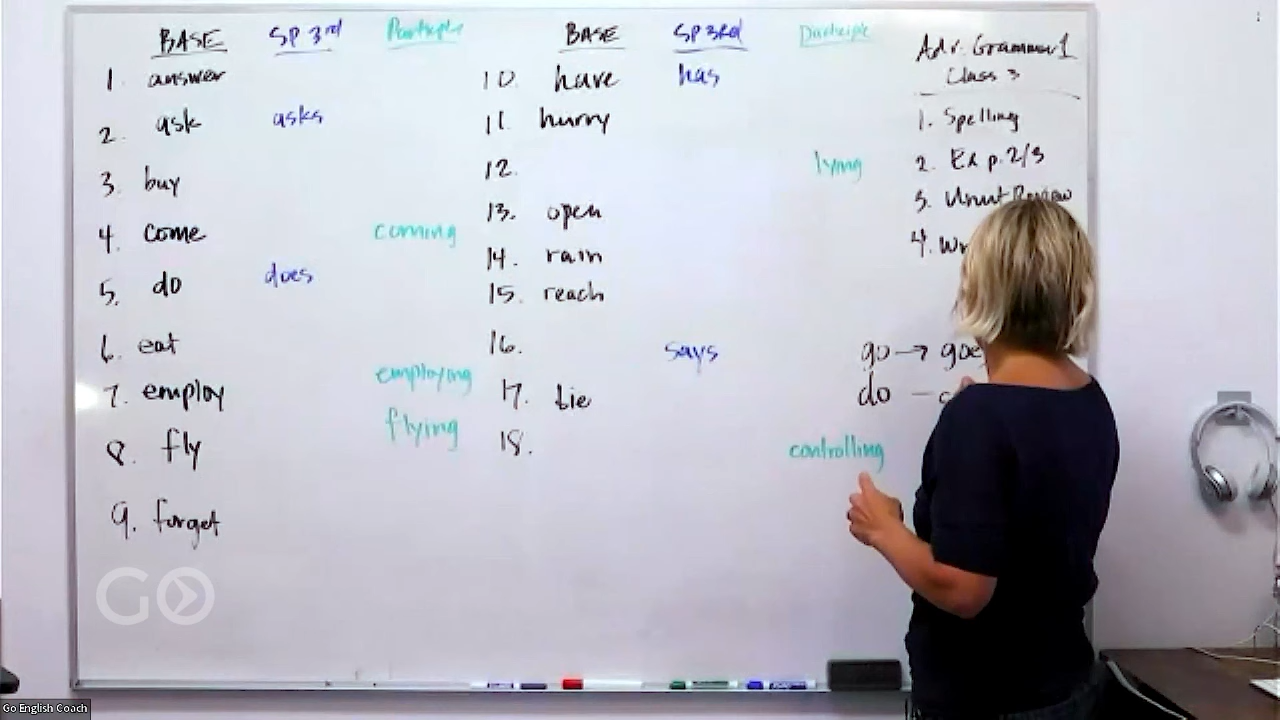 BASE SP 3rd Participle
1. answer
2. ask asks
3. buy
4. come coming
5. do does
6. eat
7. employ employing
8. fly flying
9. forget
BASE SP 3rd Participle
10. have has
11. hurry
12. lying
13. open
14. rain
15. reach
16. says
17. tie
18. controlling
Adv. Grammar 1
Class 3
1. Spelling
2. Ex p. 2/3
3. Review
4.
go → goe
do –
GO
Go English Coach